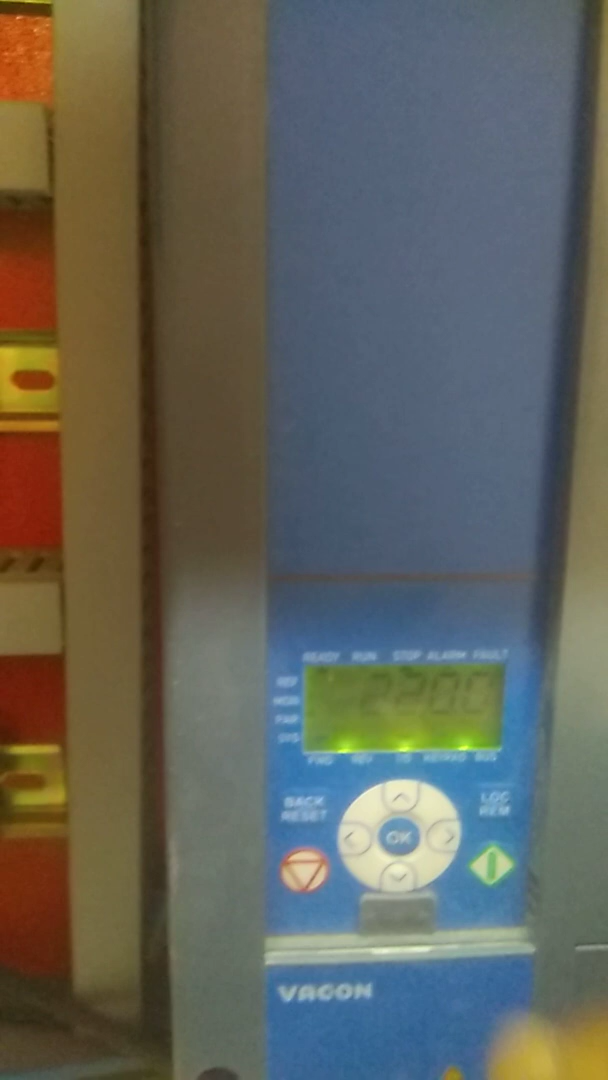 READY RUN STOP ALARM FAULT
REF
MON
PAR
SYS
2200
FWD REV I/O KEYPAD BUS
BACK
RESET
LOC
REM
OK
VACON